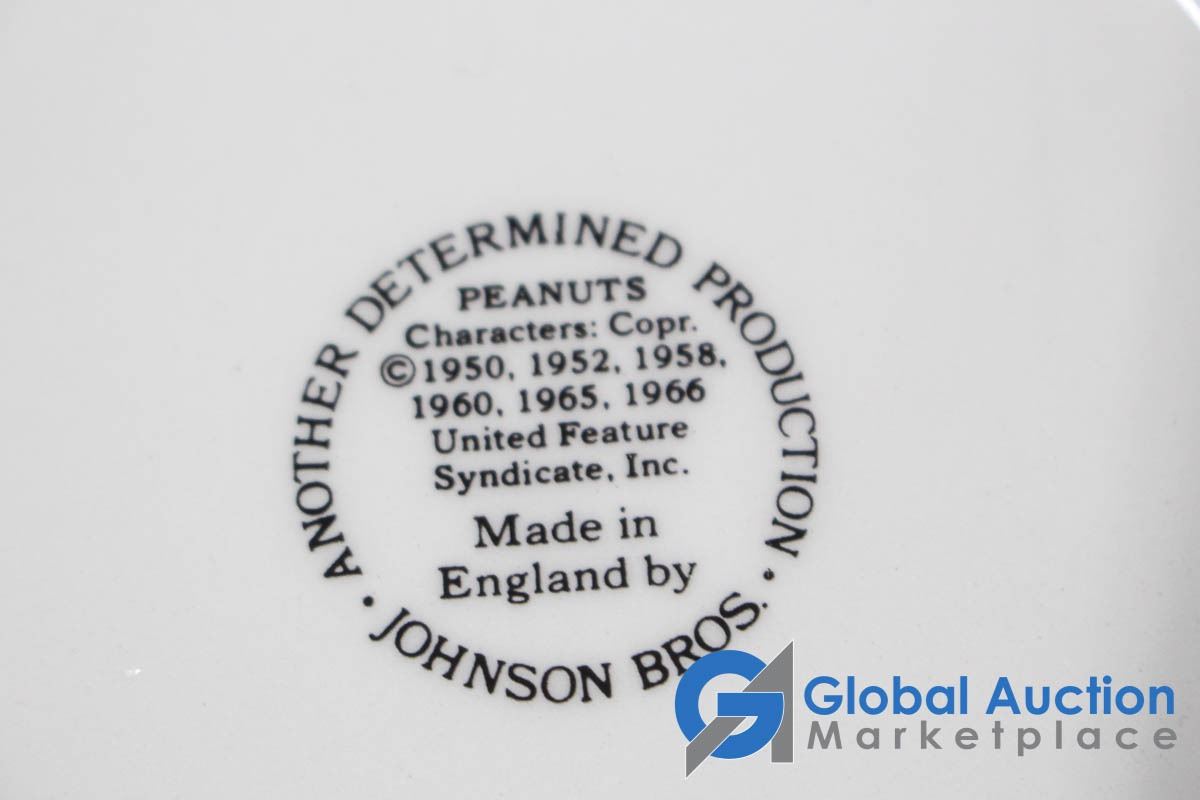 ANOTHER DETERMINED PRODUCTION
PEANUTS
Characters: Copr.
©1950, 1952, 1958,
1960, 1965, 1966
United Feature
Syndicate, Inc.
Made in
England by
· JOHNSON BROS. ·
Global Auction
Marketplace